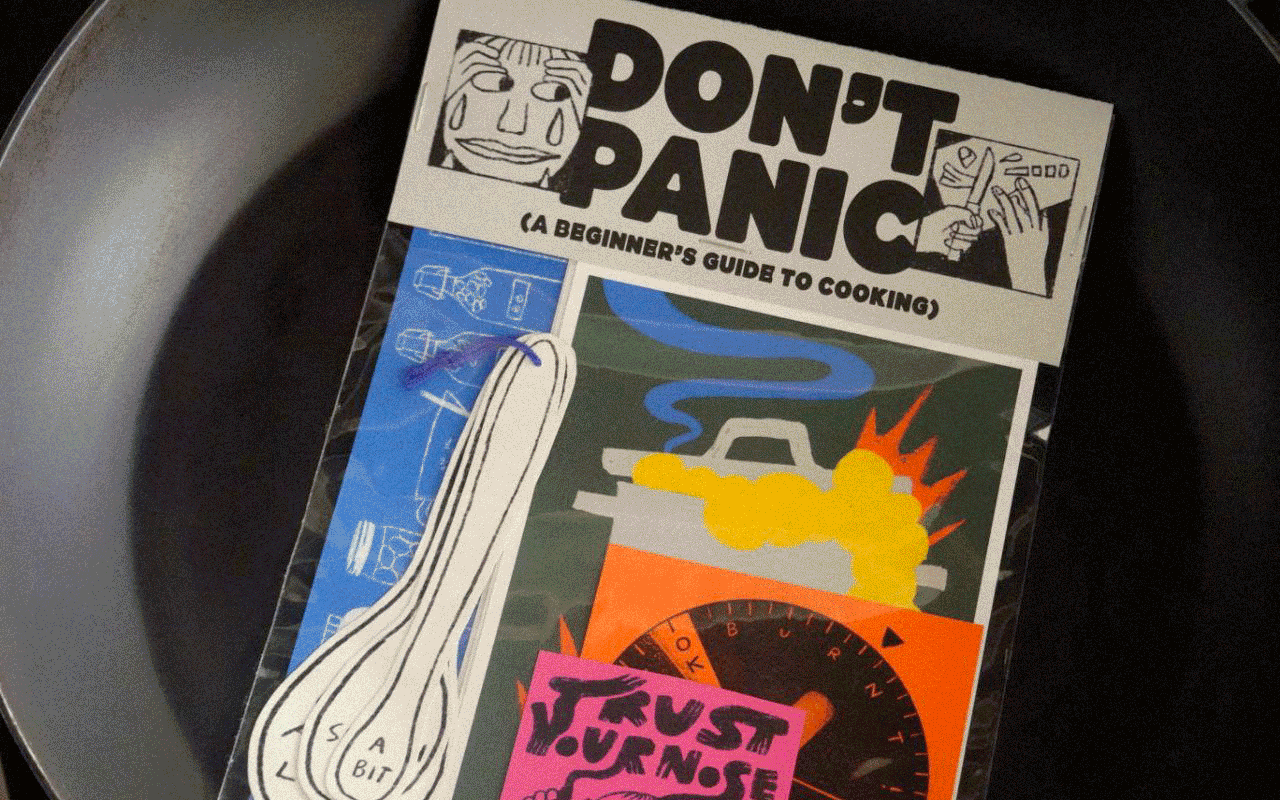 DON'T
PANIC
(A BEGINNER'S GUIDE TO COOKING)
OK
BURNT
TRUST
YOUR NOSE
A
BIT